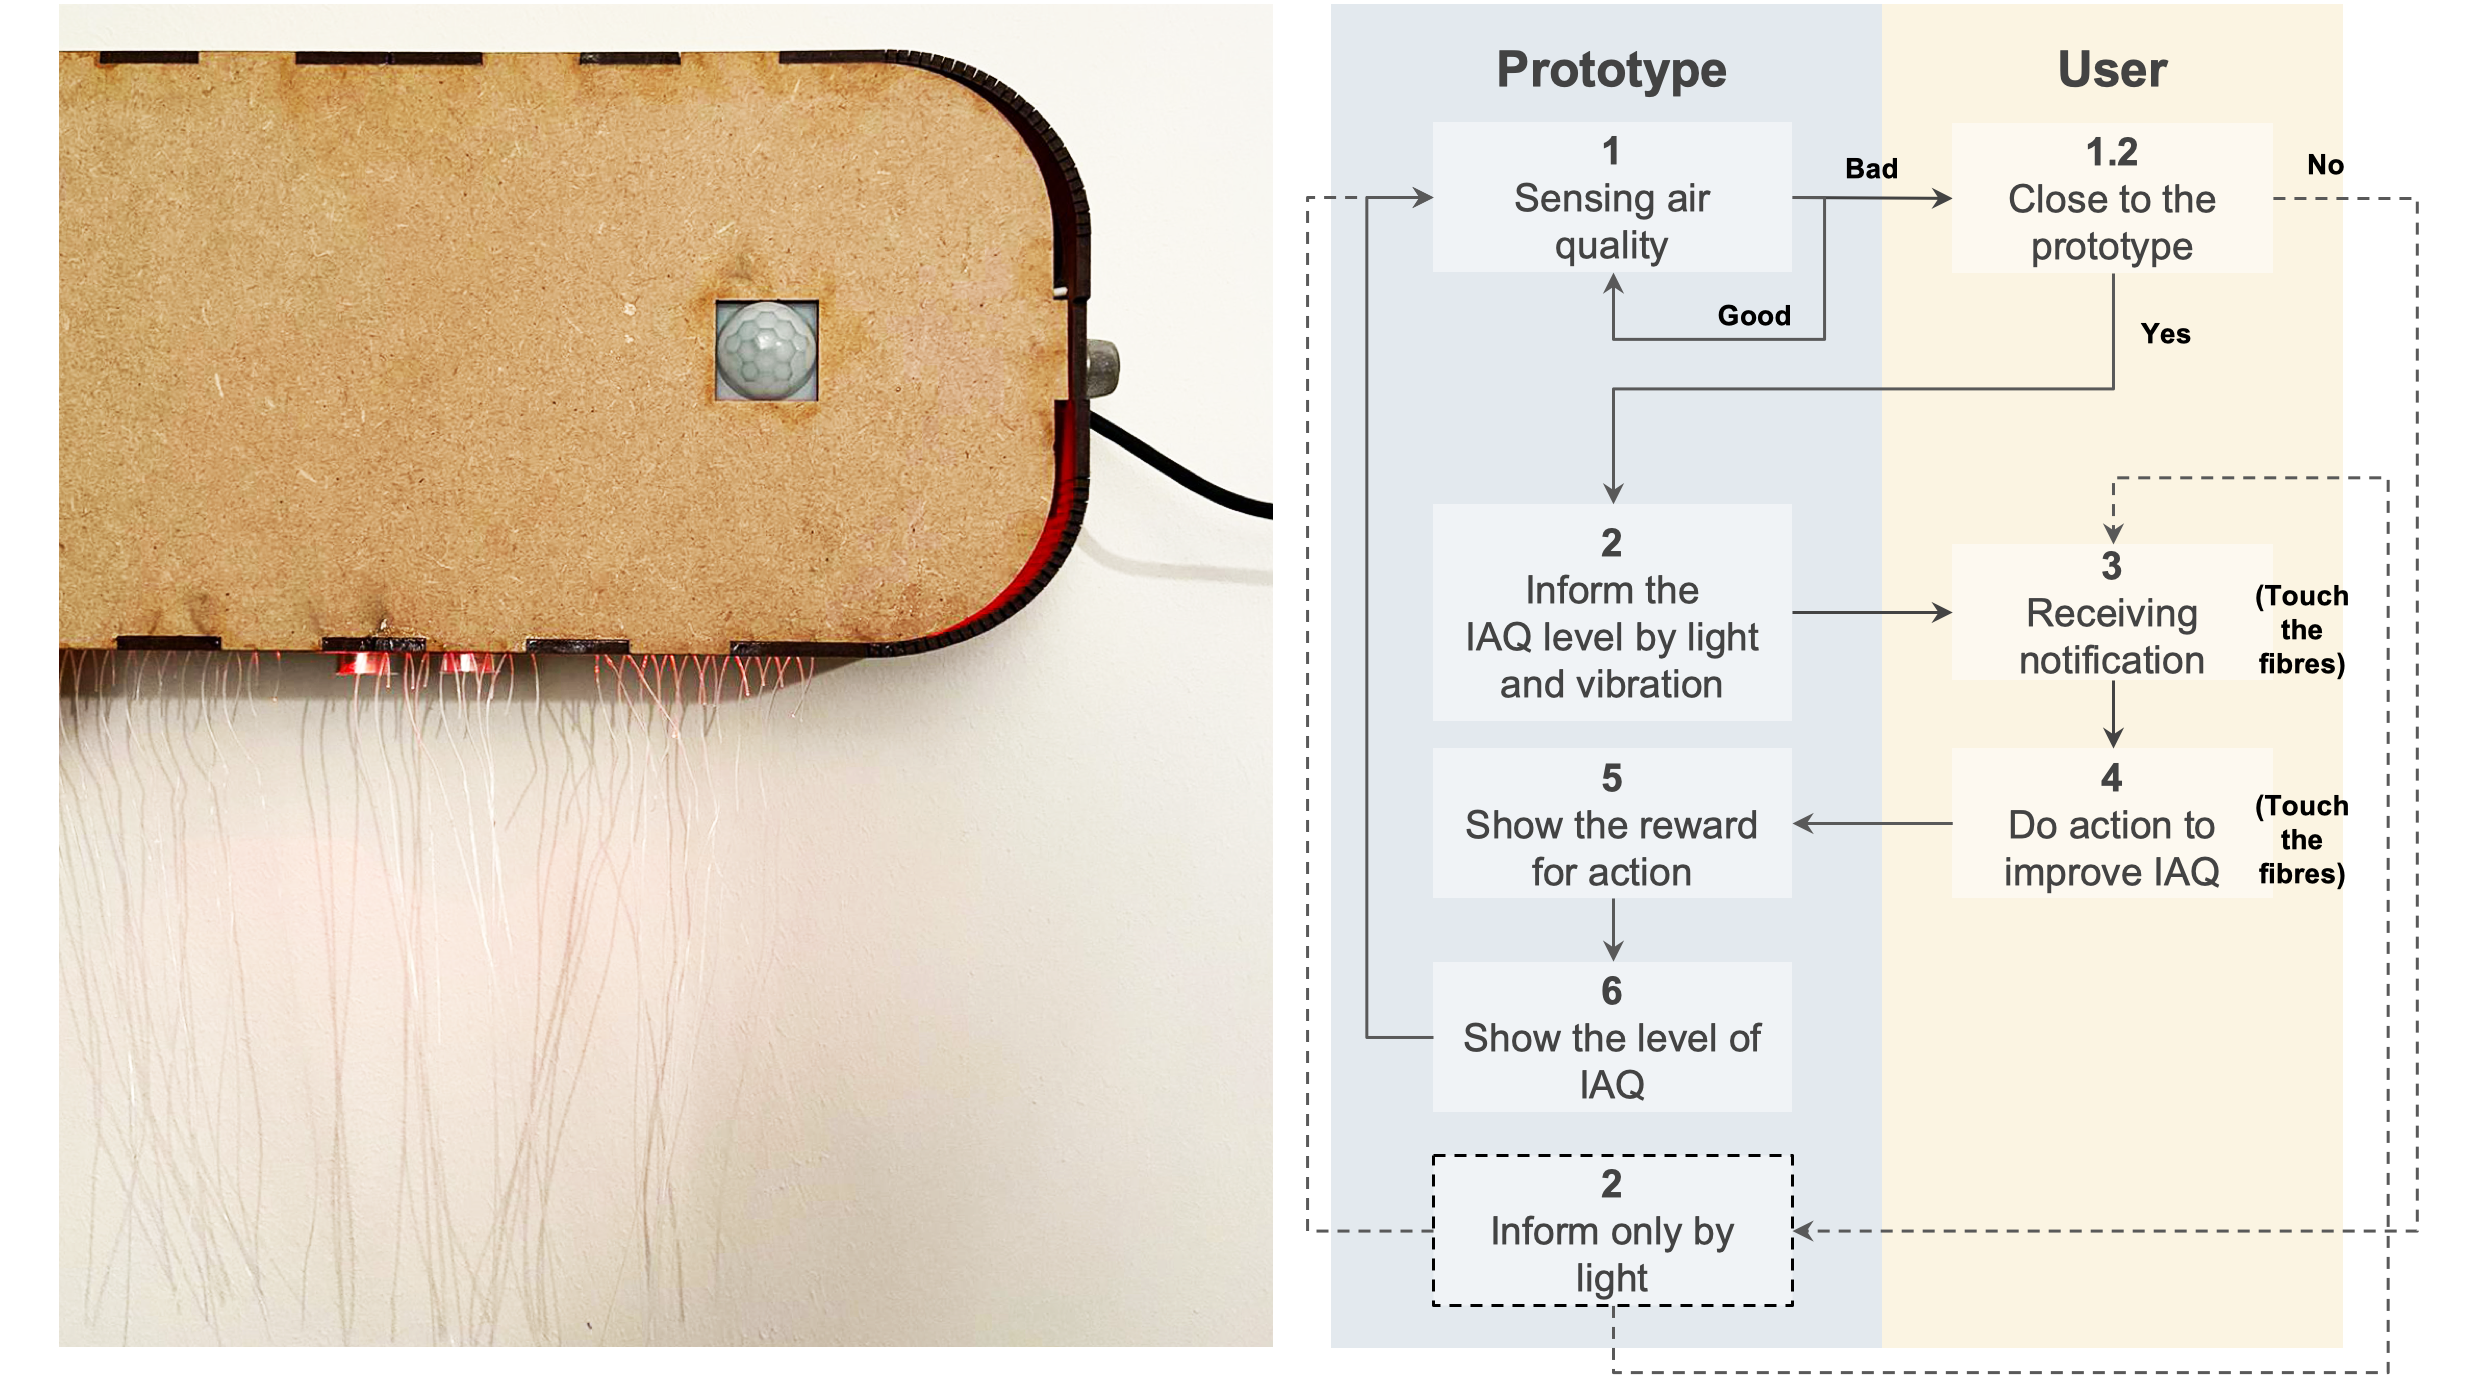 Prototype
User
1
Sensing air
quality
Bad
1.2
Close to the
prototype
No
Good
Yes
2
Inform the
IAQ level by light
and vibration
3
Receiving
notification
(Touch
the
fibres)
5
Show the reward
for action
4
Do action to
improve IAQ
(Touch
the
fibres)
6
Show the level of
IAQ
2
Inform only by
light